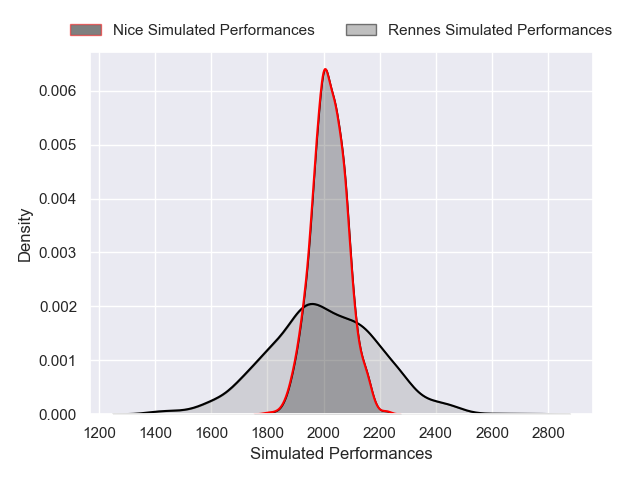 Nice Simulated Performances Rennes Simulated Performances
0.006
0.005
0.004
0.003
0.002
0.001
0.000
Density
1200 1400 1600 1800 2000 2200 2400 2600 2800
Simulated Performances